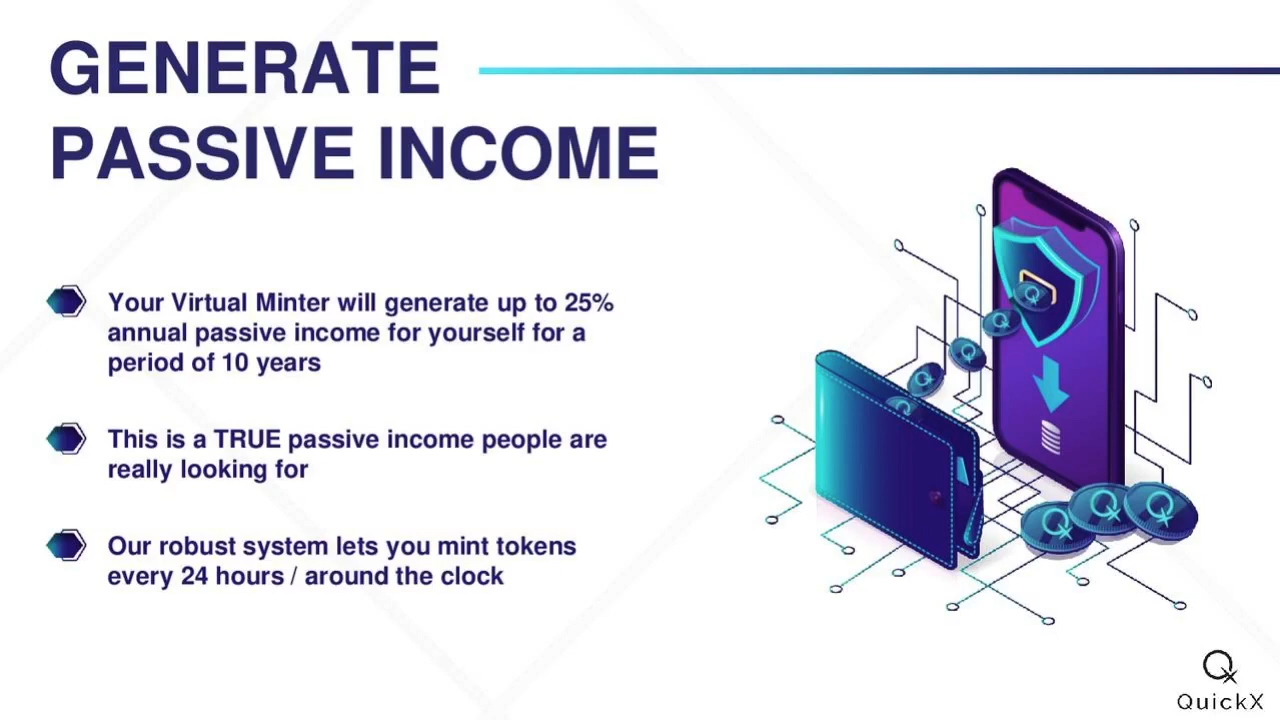 GENERATE
PASSIVE INCOME
Your Virtual Minter will generate up to 25%
annual passive income for yourself for a
period of 10 years
This is a TRUE passive income people are
really looking for
Our robust system lets you mint tokens
every 24 hours / around the clock
QuickX